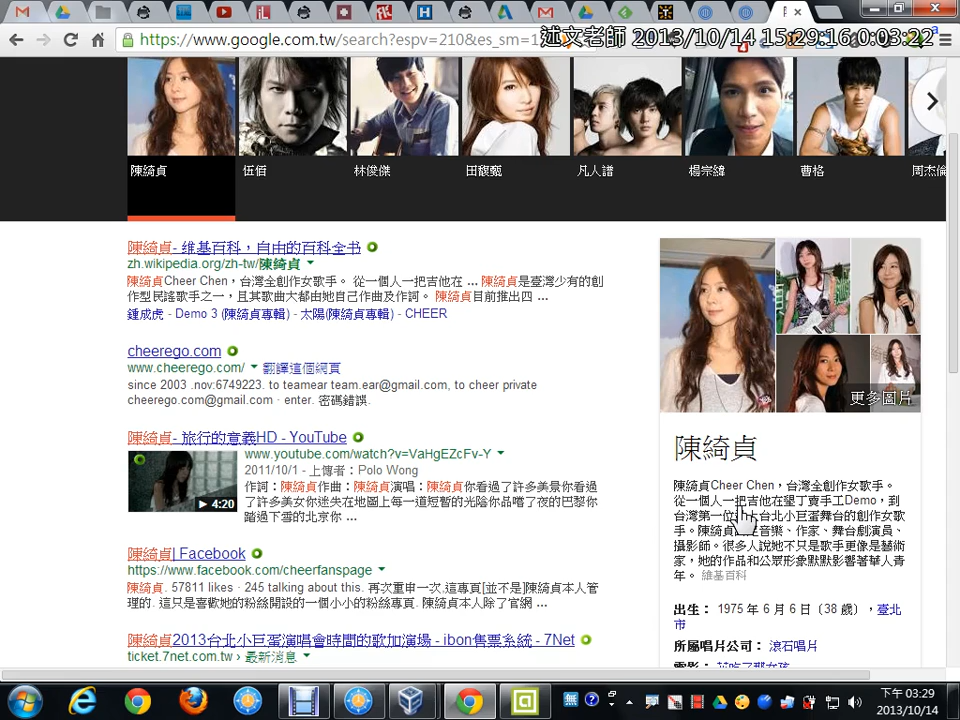 https://www.google.com.tw/search?espv=210&es_sm=1
述文老師 2013/10/14 15:29:16 0:03:22
陳綺貞
伍佰
林俊傑
田馥甄
凡人譜
楊宗緯
曹格
周杰倫
陳綺貞- 维基百科，自由的百科全书
zh.wikipedia.org/zh-tw/陳綺貞
陳綺貞Cheer Chen，台灣全創作女歌手。 從一個人一把吉他在 ... 陳綺貞是臺灣少有的創
作型民謠歌手之一，且其歌曲大都由她自己作曲及作詞。 陳綺貞目前推出四 ...
鍾成虎 - Demo 3 (陳綺貞專輯) - 太陽(陳綺貞專輯) - CHEER
cheerego.com
www.cheerego.com/ 翻譯這個網頁
since 2003 .nov:6749223. to teamear team.ear@gmail.com, to cheer private
cheerego.com@gmail.com · enter. 密碼錯誤.
陳綺貞- 旅行的意義HD - YouTube
www.youtube.com/watch?v=VaHgEZcFv-Y
2011/10/1 - 上傳者：Polo Wong
作詞：陳綺貞作曲：陳綺貞演唱：陳綺貞你看過了許多美景你看過
了許多美女你迷失在地圖上每一道短暫的光陰你品嚐了夜的巴黎你
踏過下雪的北京你 ...
4:20
陳綺貞| Facebook
https://www.facebook.com/cheerfanspage
陳綺貞. 57811 likes · 245 talking about this. 再次重申一次.這專頁[並不是]陳綺貞本人管
理的. 這只是喜歡她的粉絲開設的一個小小的粉絲專頁. 陳綺貞本人除了官網 ...
陳綺貞2013台北小巨蛋演唱會時間的歌加演場 - ibon售票系統 - 7Net
ticket.7net.com.tw › 最新消息
更多圖片
陳綺貞
陳綺貞Cheer Chen，台灣全創作女歌手。
從一個人一把吉他在墾丁賣手工Demo，到
台灣第一位 台北小巨蛋舞台的創作女歌
手。陳綺貞 音樂、作家、舞台劇演員、
攝影師。很多人說她不只是歌手更像是藝術
家，她的作品和公眾形象默默影響著華人青
年。 維基百科
出生： 1975 年 6 月 6 日（38 歲），臺北
市
所屬唱片公司： 滾石唱片
下午 03:29
2013/10/14